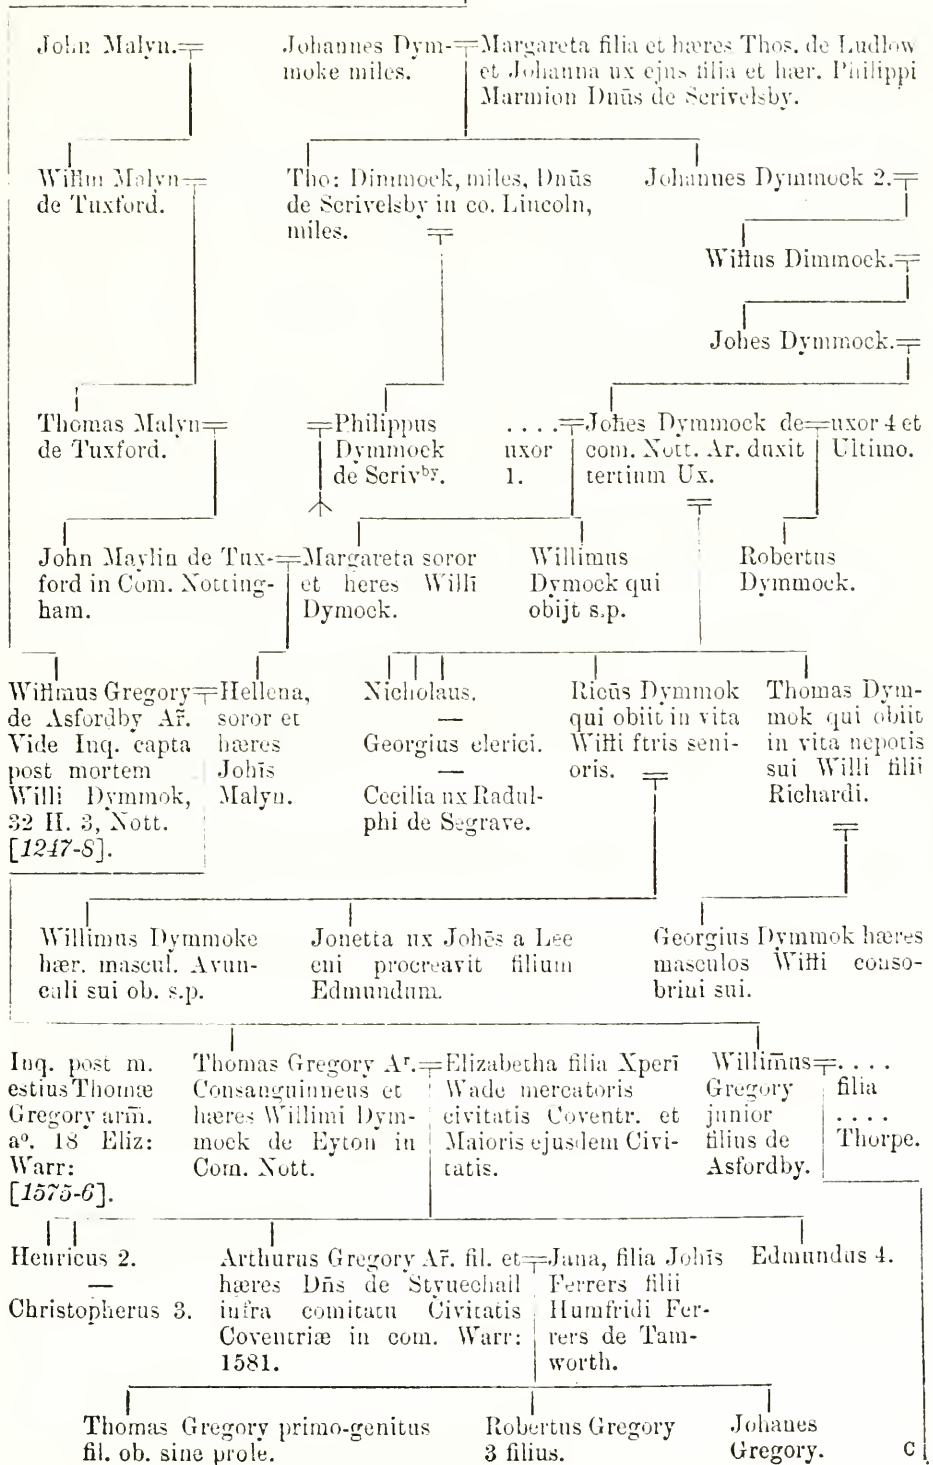 John Malyn.
Johannes Dym-
moke miles.
Margareta filia et hæres Thos. de Ludlow
et Johanna ux ejus filia et hær. Philippi
Marmion Dnūs de Scrivelsby.
Willm Malyn
de Tuxford.
Tho: Dimmock, miles, Dnūs
de Scrivelsby in co. Lincoln,
miles.
Johannes Dymmock 2.
Willus Dimmock.
Johes Dymmock.
Thomas Malyn
de Tuxford.
Philippus
Dymmock
de Scrivby.
. . . .
uxor
1.
Johes Dymmock de
com. Nott. Ar. duxit
tertium Ux.
uxor 4 et
Ultimo.
John Maylin de Tux-
ford in Com. Notting-
ham.
Margareta soror
et heres Willī
Dymock.
Willimus
Dymock qui
obijt s.p.
Robertus
Dymmock.
Willmus Gregory
de Asfordby Ar̄.
Vide Inq. capta
post mortem
Willi Dymmok,
32 H. 3, Nott.
[1247-8].
Hellena,
soror et
hæres
Johīs
Malyn.
Nicholaus.
—
Georgius clerici.
—
Cecilia ux Radul-
phi de Segrave.
Ricūs Dymmok
qui obiit in vita
Willi ftris seni-
oris.
Thomas Dym-
mok qui obiit
in vita nepotis
sui Willi filii
Richardi.
Willimus Dymmoke
hær. mascul. Avun-
culi sui ob. s.p.
Jonetta ux Johēs a Lee
cui procreavit filium
Edmundum.
Georgius Dymmok hæres
masculos Willi conso-
brini sui.
Inq. post m.
estius Thomæ
Gregory arm̄.
aº. 18 Eliz:
Warr:
[1575-6].
Thomas Gregory Ar.
Consanguinneus et
hæres Willimi Dym-
mock de Eyton in
Com. Nott.
Elizabetha filia Xperī
Wade mercatoris
civitatis Coventr. et
Maioris ejusdem Civi-
tatis.
Willim̄us
Gregory
junior
filius de
Asfordby.
. . . .
filia
. . . .
Thorpe.
Henricus 2.
—
Christopherus 3.
Arthurus Gregory Ar̄. fil. et
hæres Dn̄s de Styuechall
infra comitatu Civitatis
Coventriæ in com. Warr:
1581.
Jana, filia Johīs
Ferrers filii
Humfridi Fer-
rers de Tam-
worth.
Edmundus 4.
Thomas Gregory primo-genitus
fil. ob. sine prole.
Robertus Gregory
3 filius.
Johanes
Gregory.
C